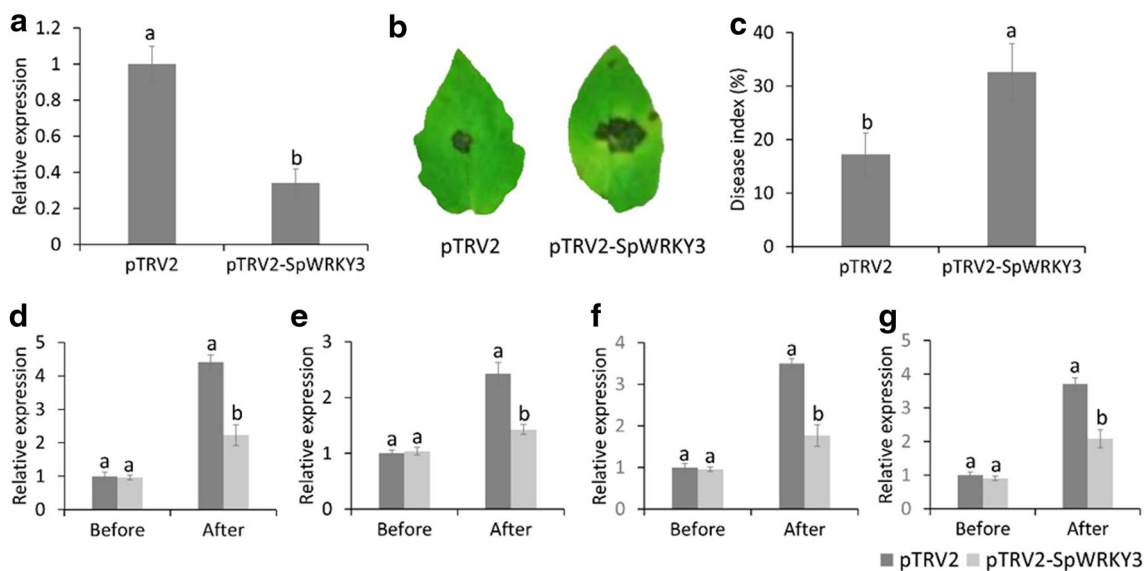 a
Relative expression
1.2
1
0.8
0.6
0.4
0.2
0
a
b
pTRV2
pTRV2-SpWRKY3
b
pTRV2
pTRV2-SpWRKY3
c
Disease index (%)
40
30
20
10
0
b
a
pTRV2
pTRV2-SpWRKY3
d
Relative expression
5
4
3
2
1
0
a a
a
b
Before
After
e
Relative expression
3
2
1
0
a a
a
b
Before
After
f
Relative expression
4
3
2
1
0
a a
a
b
Before
After
g
Relative expression
5
4
3
2
1
0
a a
a
b
Before
After
pTRV2 pTRV2-SpWRKY3